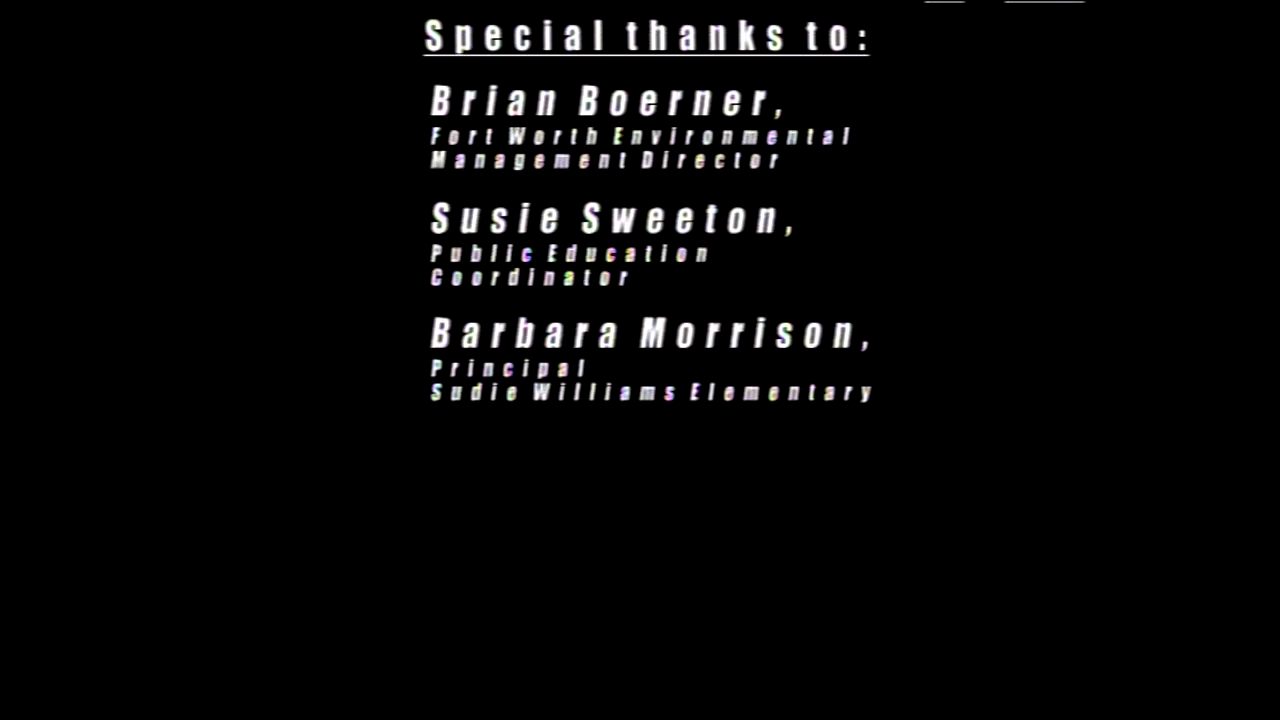 Special thanks to:
Brian Boerner,
Fort Worth Environmental
Management Director
Susie Sweeton,
Public Education
Coordinator
Barbara Morrison,
Principal
Sudie Williams Elementary